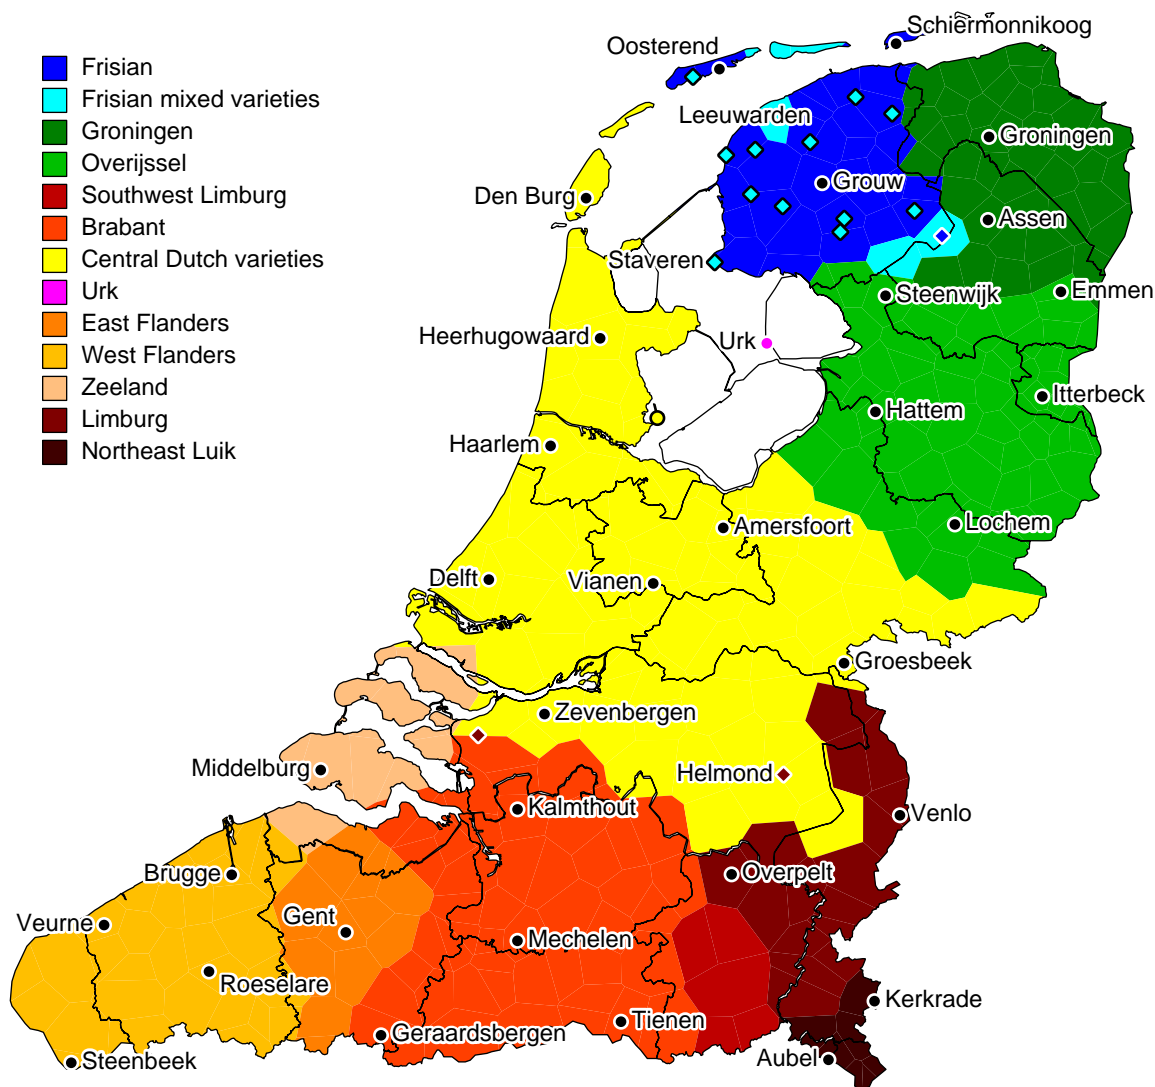 Schiermonnikoog
Oosterend
Frisian
Frisian mixed varieties
Groningen
Overijssel
Southwest Limburg
Brabant
Central Dutch varieties
Urk
East Flanders
West Flanders
Zeeland
Limburg
Northeast Luik
Leeuwarden
Groningen
Grouw
Den Burg
Assen
Staveren
Steenwijk
Emmen
Heerhugowaard
Urk
Itterbeck
Hattem
Haarlem
Amersfoort
Lochem
Delft
Vianen
Groesbeek
Zevenbergen
Middelburg
Helmond
Kalmthout
Venlo
Brugge
Overpelt
Veurne
Gent
Mechelen
Roeselare
Kerkrade
Geraardsbergen
Tienen
Steenbeek
Aubel